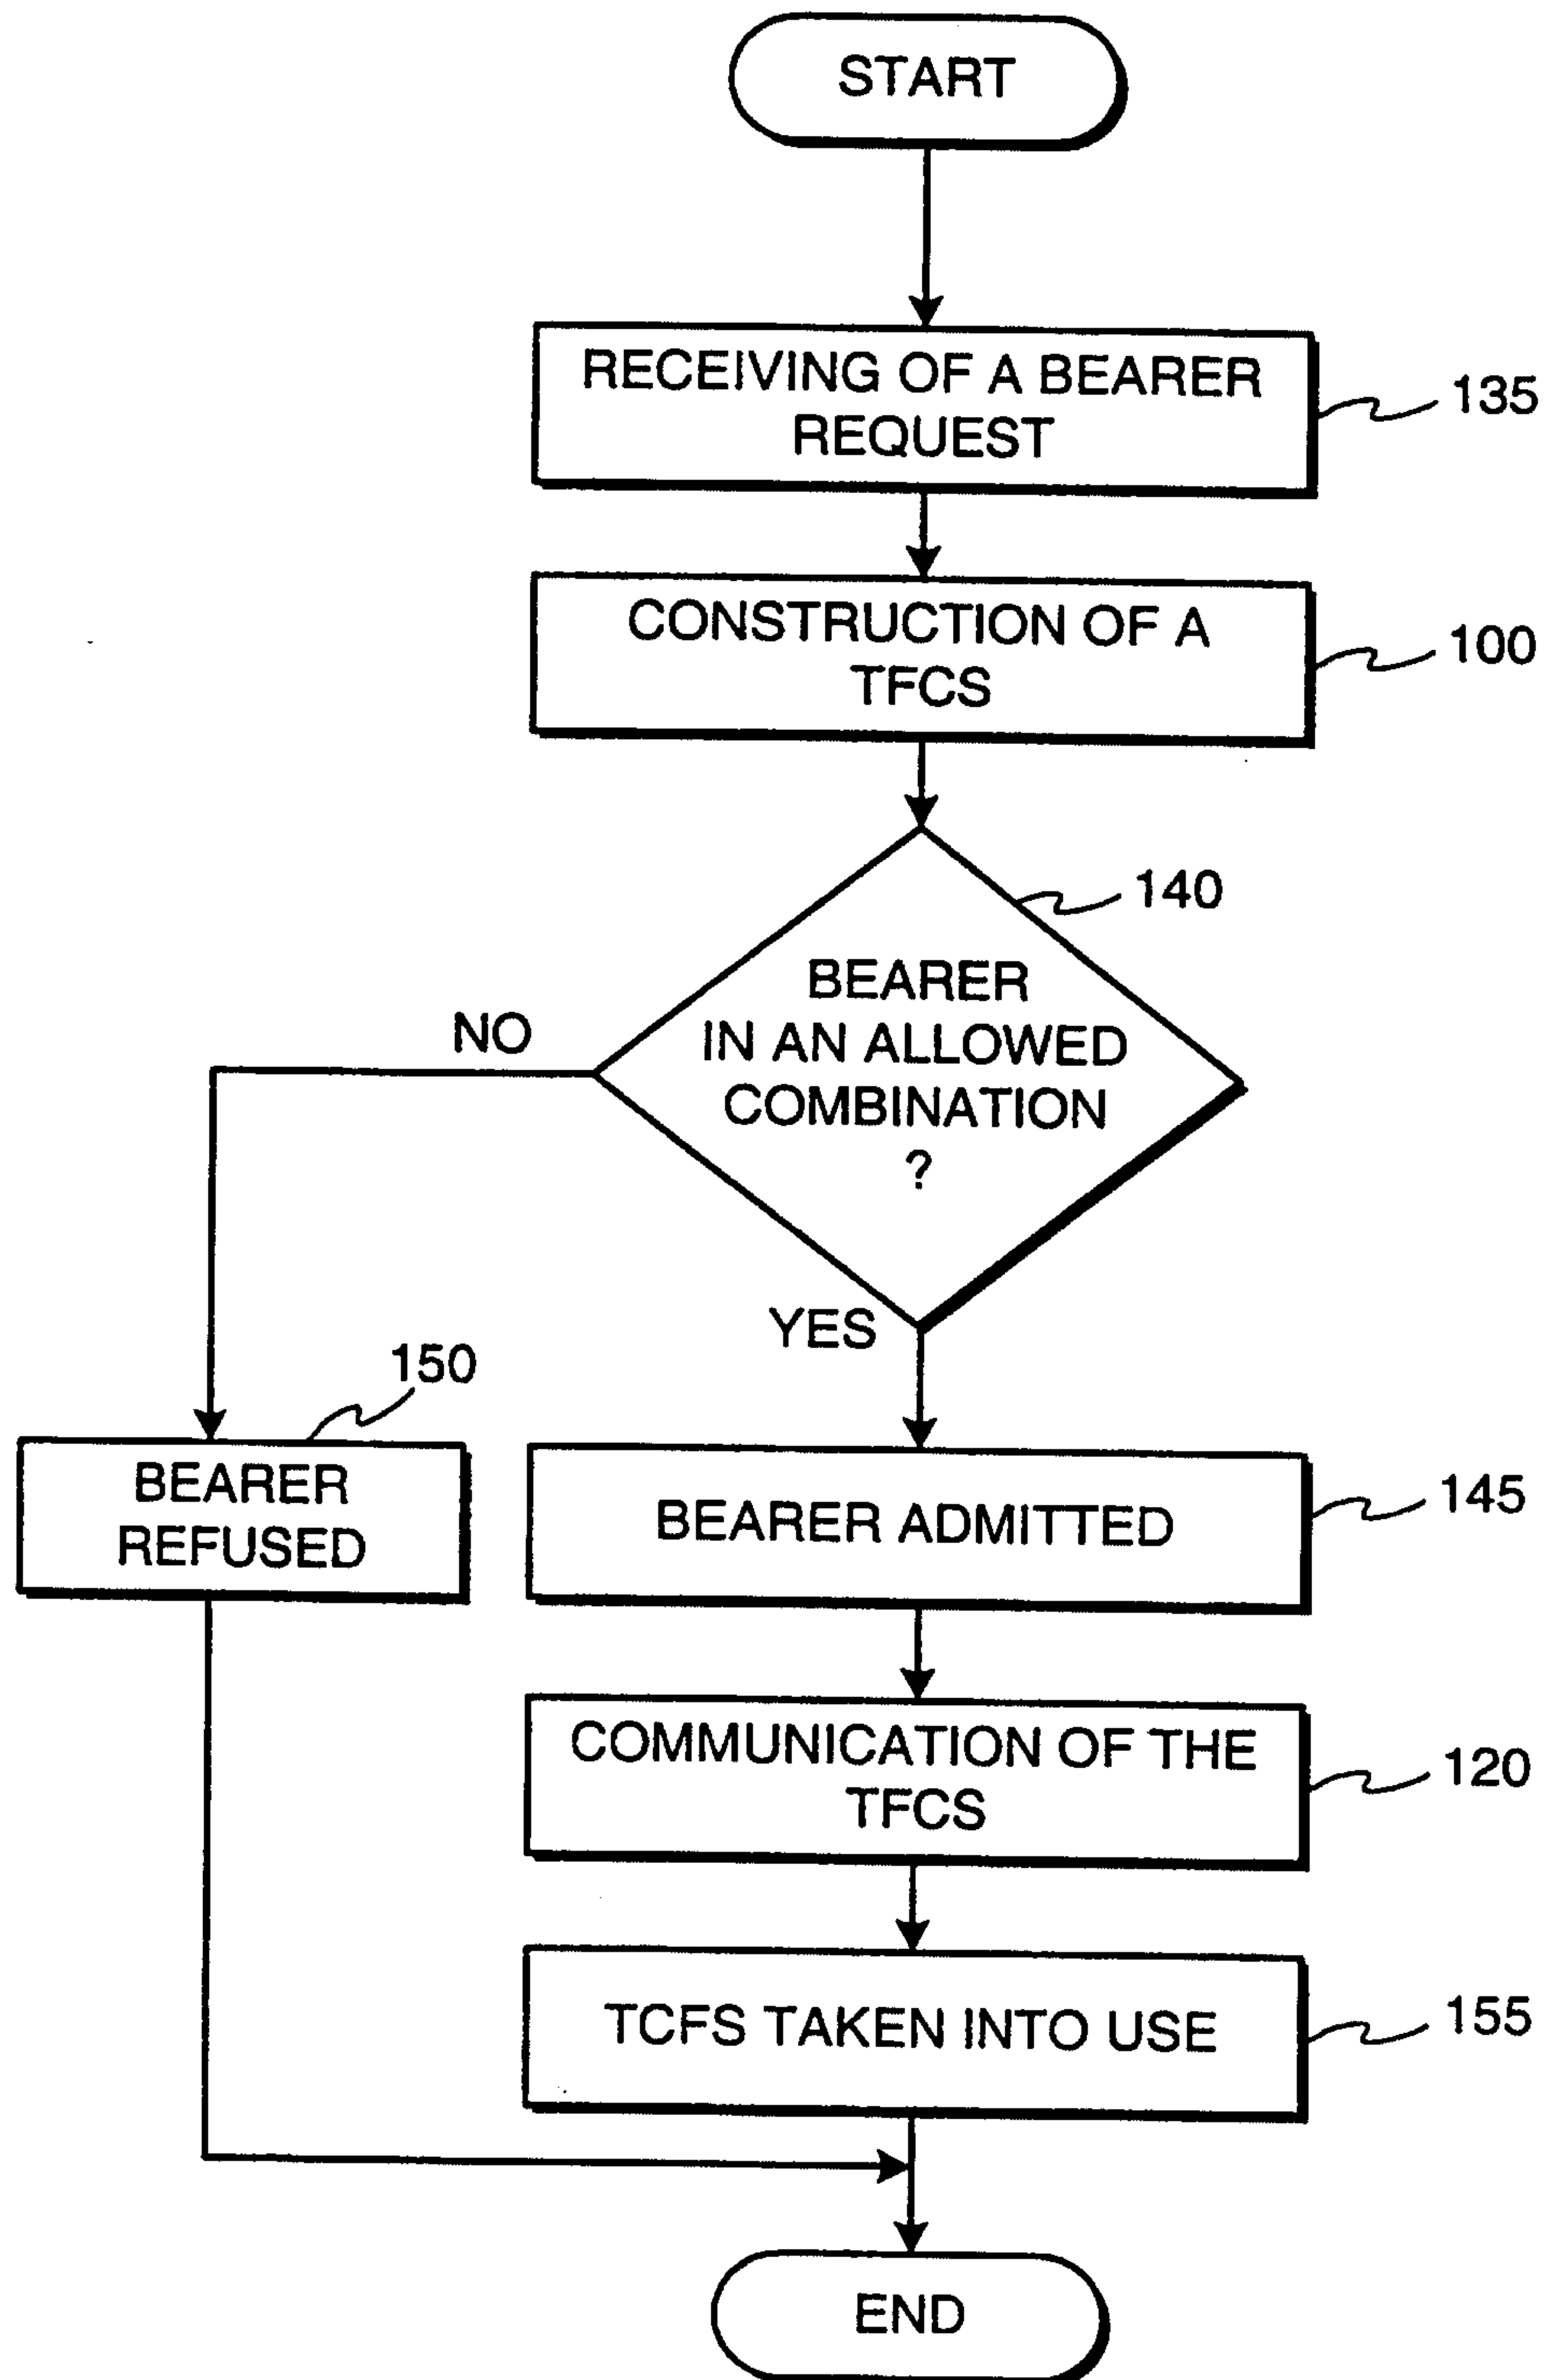 START
RECEIVING OF A BEARER
REQUEST
135
CONSTRUCTION OF A
TFCS
100
140
BEARER
IN AN ALLOWED
COMBINATION
?
NO
YES
150
BEARER
REFUSED
BEARER ADMITTED
145
COMMUNICATION OF THE
TFCS
120
TCFS TAKEN INTO USE
155
END